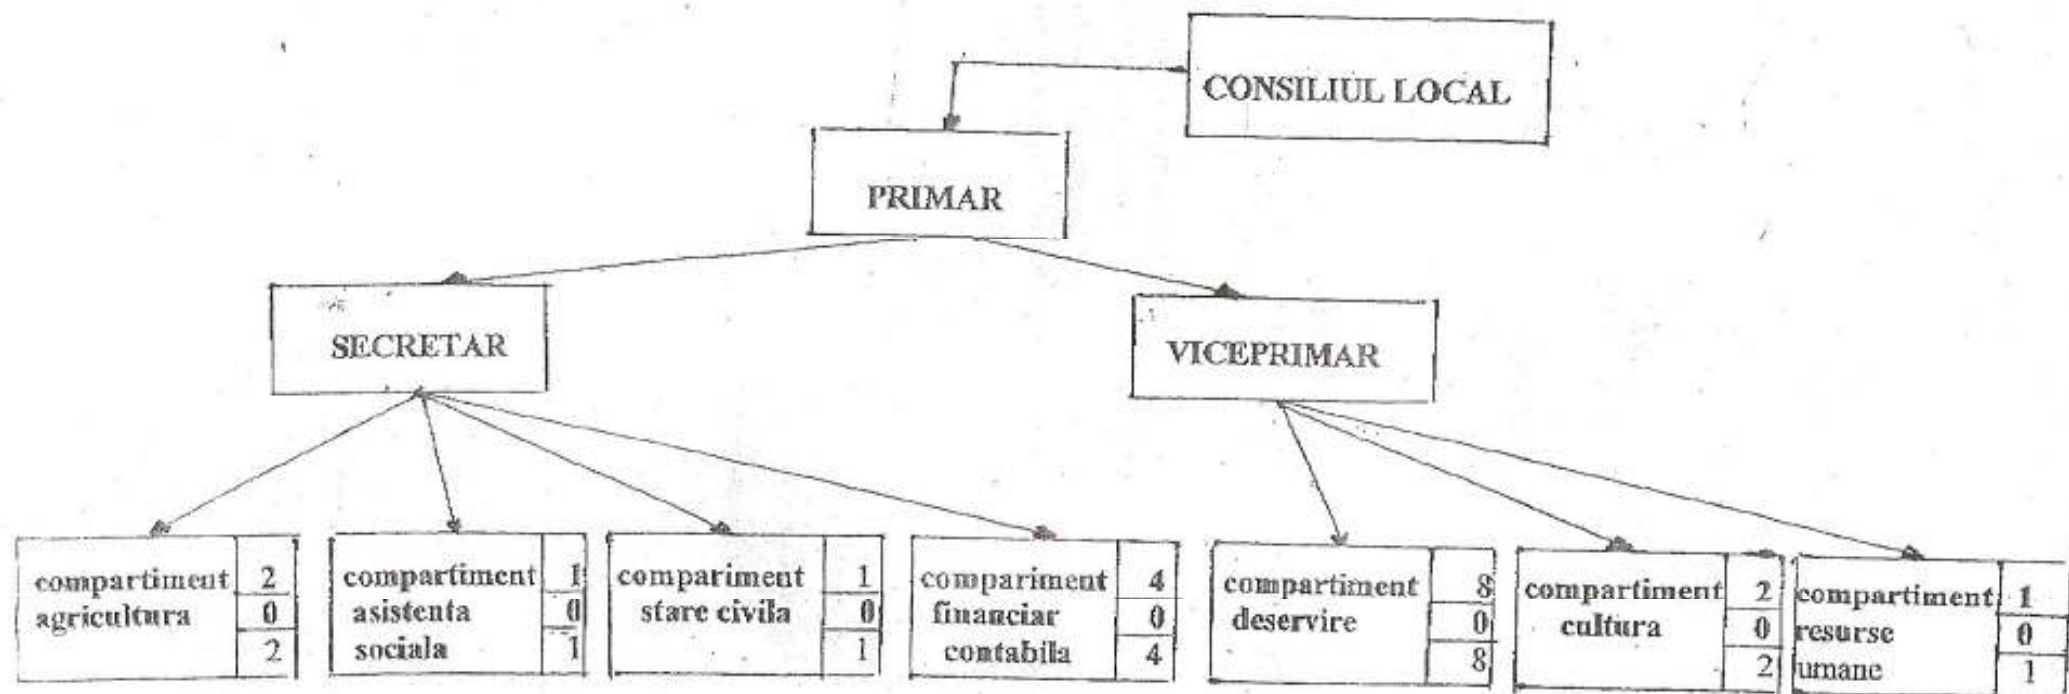 CONSILIUL LOCAL
PRIMAR
SECRETAR
VICEPRIMAR
compartiment 2
agricultura 0
2
compartiment 1
asistenta 0
sociala 1
compariment 1
stare civila 0
1
compariment 4
financiar 0
contabila 4
compartiment 8
deservire 0
8
compartiment 2
cultura 0
2
compartiment 1
resurse 0
umane 1